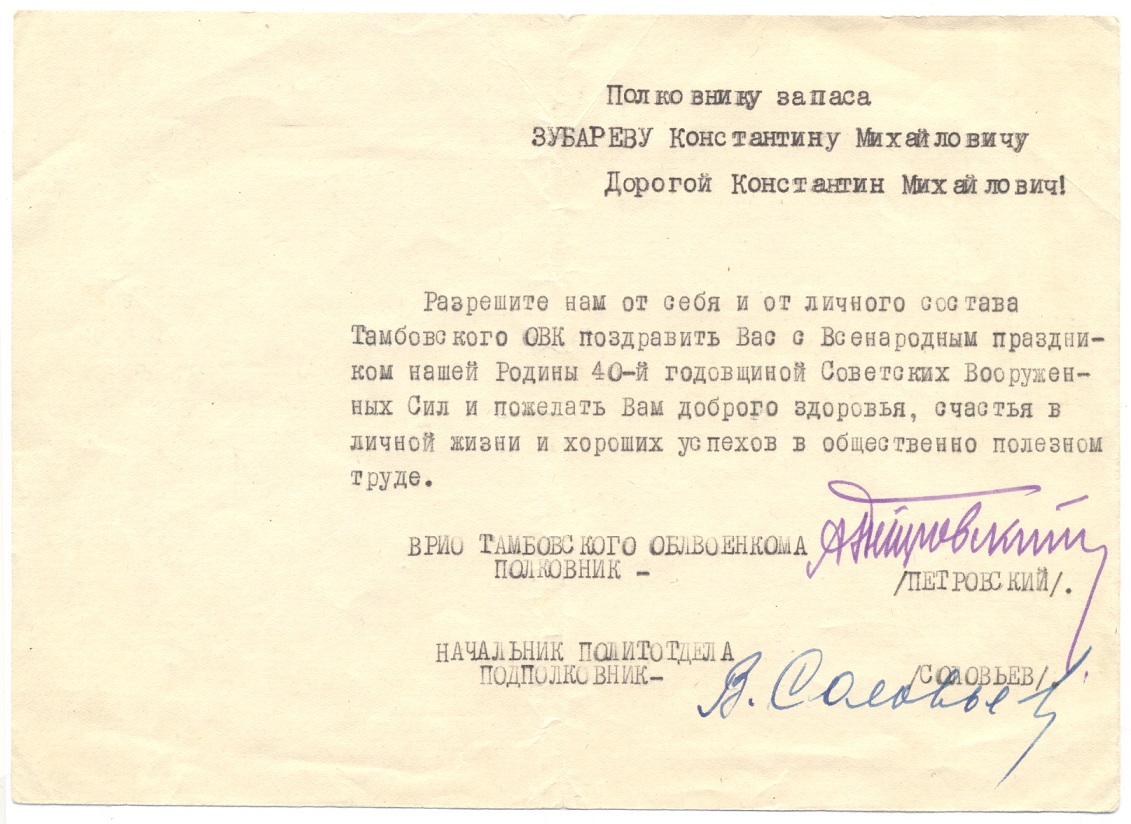 Полковнику запаса
ЗУБАРЕВУ Константину Михайловичу
Дорогой Константин Михайлович!
Разрешите нам от себя и от личного состава
Тамбовского ОВК поздравить Вас с Всенародным праздни-
ком нашей Родины 40-й годовщиной Советских Вооружен-
ных Сил и пожелать Вам доброго здоровья, счастья в
личной жизни и хороших успехов в общественно полезном
труде.
ВРИО ТАМБОВСКОГО ОБЛВОЕНКОМА
ПОЛКОВНИК –
АПетровский
/ПЕТРОВСКИЙ/.
НАЧАЛЬНИК ПОЛИТОТДЕЛА
ПОДПОЛКОВНИК–
/СОЛОВЬЕВ/.
В. Соловьев